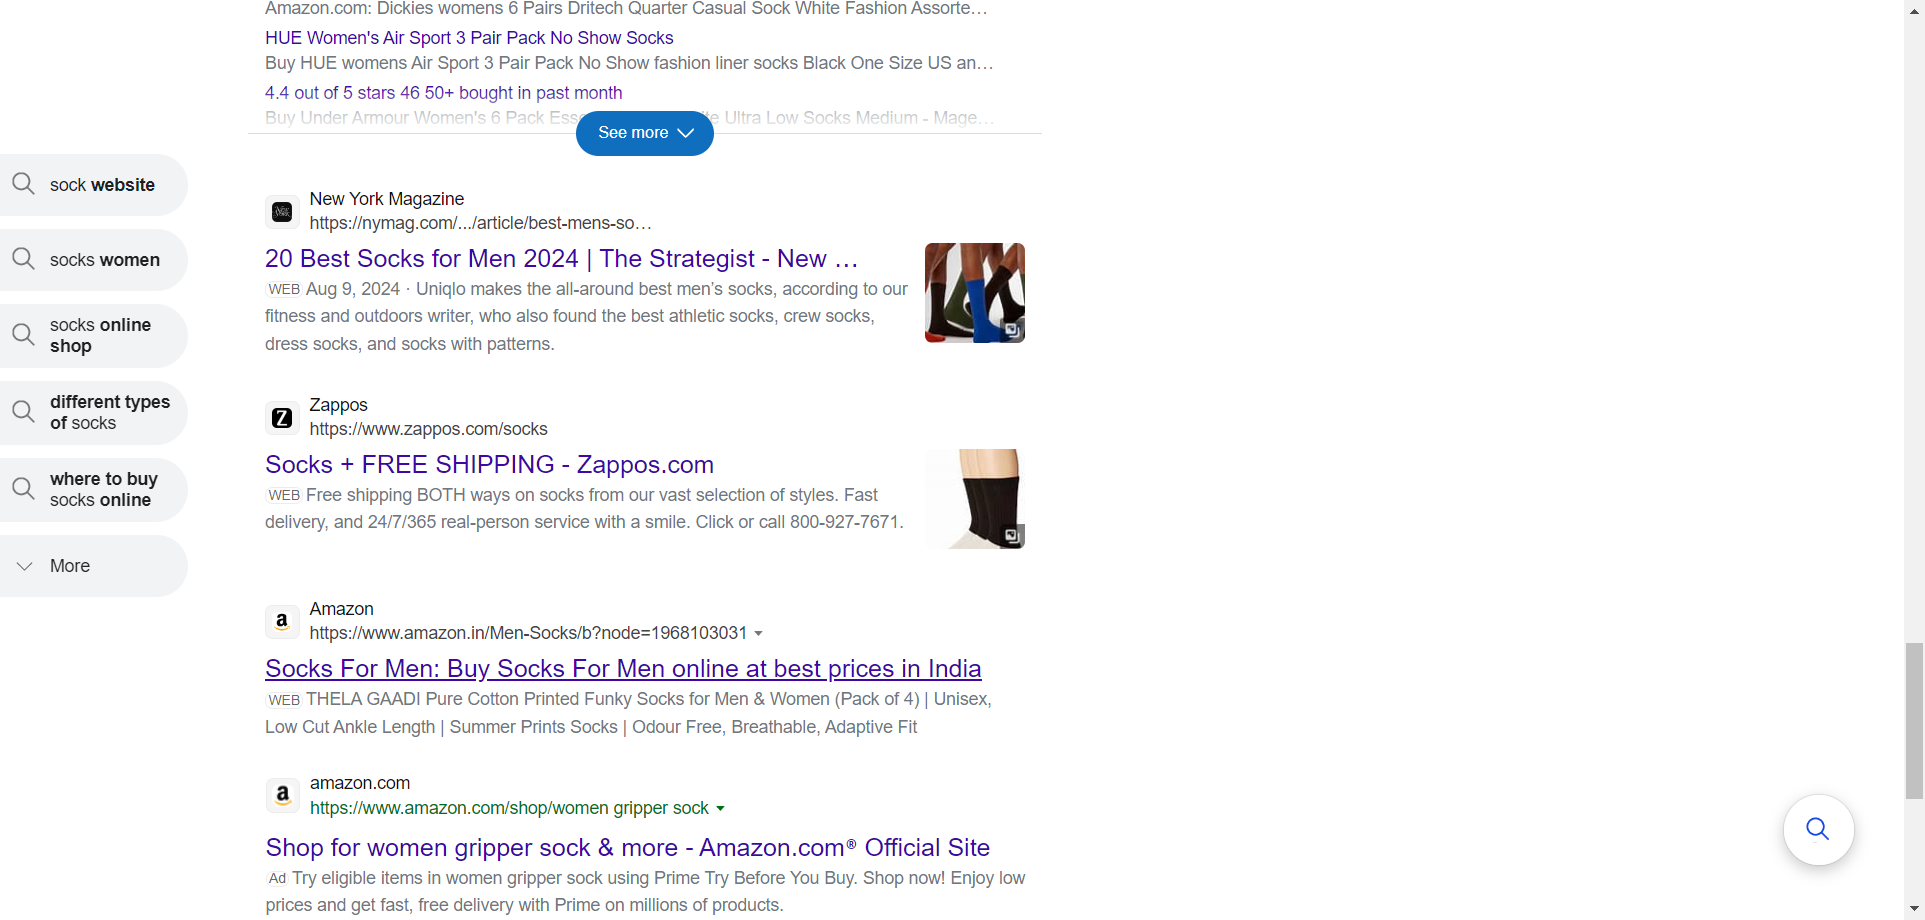 Amazon.com: Dickies womens 6 Pairs Dritech Quarter Casual Sock White Fashion Assorte…
HUE Women's Air Sport 3 Pair Pack No Show Socks
Buy HUE womens Air Sport 3 Pair Pack No Show fashion liner socks Black One Size US an…
4.4 out of 5 stars 46 50+ bought in past month
Buy Under Armour Women's 6 Pack Ess ite Ultra Low Socks Medium - Mage…
See more
sock website
socks women
socks online
shop
different types
of socks
where to buy
socks online
More
New York Magazine
https://nymag.com/.../article/best-mens-so…
20 Best Socks for Men 2024 | The Strategist - New …
WEB Aug 9, 2024 · Uniqlo makes the all-around best men’s socks, according to our
fitness and outdoors writer, who also found the best athletic socks, crew socks,
dress socks, and socks with patterns.
Z
Zappos
https://www.zappos.com/socks
Socks + FREE SHIPPING - Zappos.com
WEB Free shipping BOTH ways on socks from our vast selection of styles. Fast
delivery, and 24/7/365 real-person service with a smile. Click or call 800-927-7671.
a
Amazon
https://www.amazon.in/Men-Socks/b?node=1968103031
Socks For Men: Buy Socks For Men online at best prices in India
WEB THELA GAADI Pure Cotton Printed Funky Socks for Men & Women (Pack of 4) | Unisex,
Low Cut Ankle Length | Summer Prints Socks | Odour Free, Breathable, Adaptive Fit
a
amazon.com
https://www.amazon.com/shop/women gripper sock
Shop for women gripper sock & more - Amazon.com® Official Site
Ad Try eligible items in women gripper sock using Prime Try Before You Buy. Shop now! Enjoy low
prices and get fast, free delivery with Prime on millions of products.